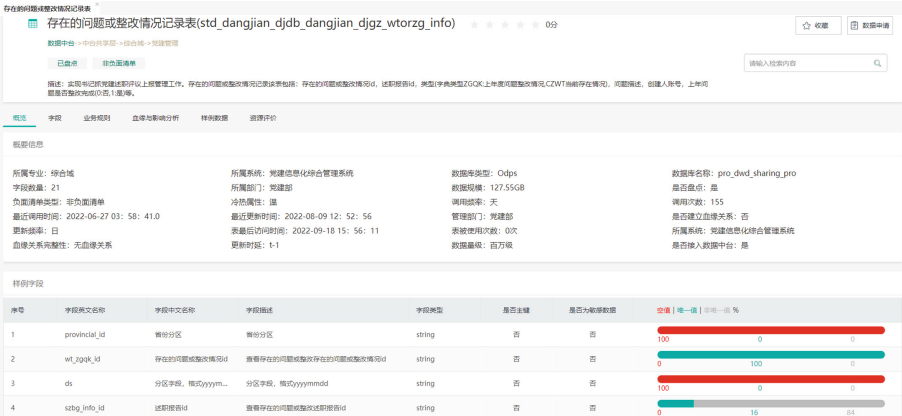 存在的问题或整改情况记录表
存在的问题或整改情况记录表(std_dangjian_djdb_dangjian_djgz_wtorzg_info) 0分 收藏 数据申请
数据中台->中台共享层->综合域->党建管理
已盘点 非负面清单 请输入检索内容
描述：实现书记抓党建述职评议上报管理工作。存在的问题或整改情况记录表包括：存在的问题或整改情况id，述职报告id，类型(字典类型ZGQK:上年度问题整改情况,CZWT当前存在情况)，问题描述，创建人账号，上年问
题是否整改完成(0:否,1:是)等。
概览 字段 业务规则 血缘与影响分析 样例数据 资源评价
概要信息
所属专业：综合域 所属系统：党建信息化综合管理系统 数据库类型：Odps 数据库名称：pro_dwd_sharing_pro
字段数量：21 所属部门：党建部 数据规模：127.55GB 是否盘点：是
负面清单类型：非负面清单 冷热属性：温 调用频率：天 调用次数：155
最近调用时间：2022-06-27 03：58：41.0 最近更新时间：2022-08-09 12：52：56 管理部门：党建部 是否建立血缘关系：否
更新频率：日 表最后访问时间：2022-09-18 15：56：11 表被使用次数：0次 所属系统：党建信息化综合管理系统
血缘关系完整性：无血缘关系 更新时延：t-1 数据量级：百万级 是否接入数据中台：是
样例字段
序号 字段英文名称 字段中文名称 字段描述 字段类型 是否主键 是否为敏感数据 空值 | 唯一值 | 非唯一值 %
1 provincial_id 省份分区 省份分区 string 否 否
100 0 0
2 wt_zgqk_id 存在的问题或整改情况id 查看存在的问题或整改存在的问题或整改情况id string 否 否
0 100 0
3 ds 分区字段，格式yyyym... 分区字段，格式yyyymmdd string 否 否
100 0 0
4 szbg_info_id 述职报告id 查看存在的问题或整改述职报告id string 否 否
0 16 84